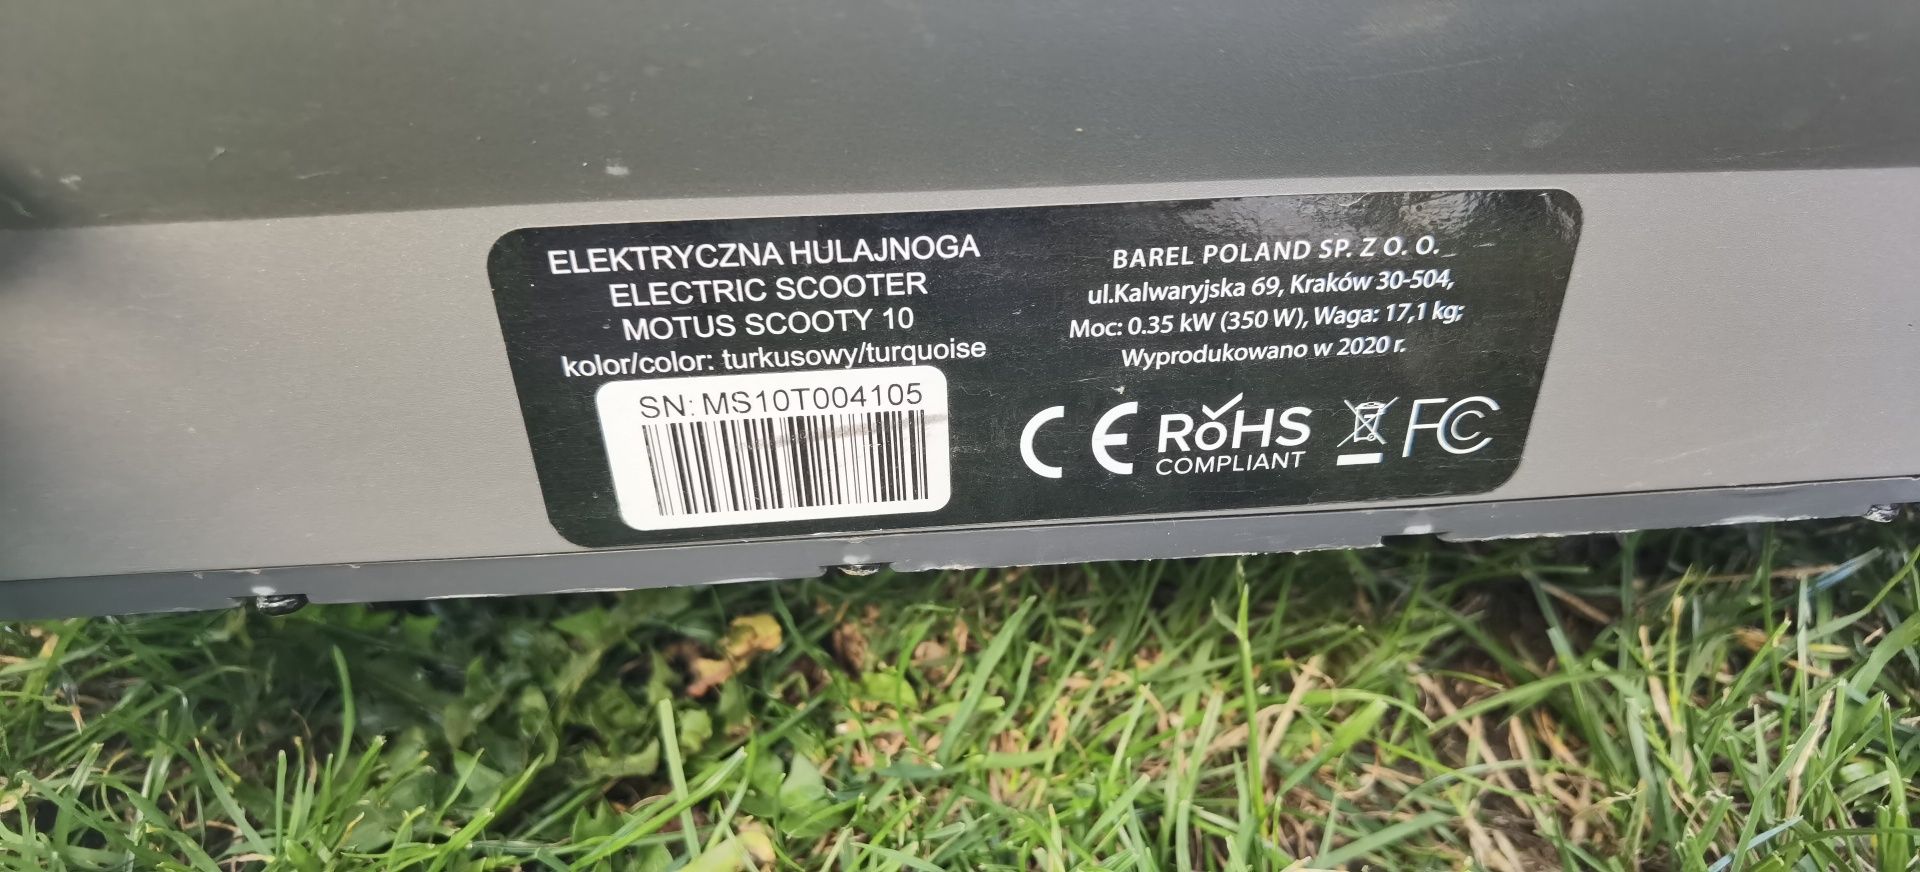 ELEKTRYCZNA HULAJNOGA
ELECTRIC SCOOTER
MOTUS SCOOTY 10
kolor/color: turkusowy/turquoise
SN: MS10T004105
BAREL POLAND SP. Z O. O.
ul.Kalwaryjska 69, Kraków 30-504,
Moc: 0.35 kW (350 W), Waga: 17,1 kg;
Wyprodukowano w 2020 r.
CE RoHS FC
COMPLIANT